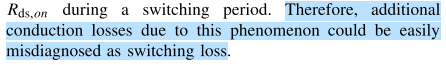 Rds,on during a switching period. Therefore, additional
conduction losses due to this phenomenon could be easily
misdiagnosed as switching loss.